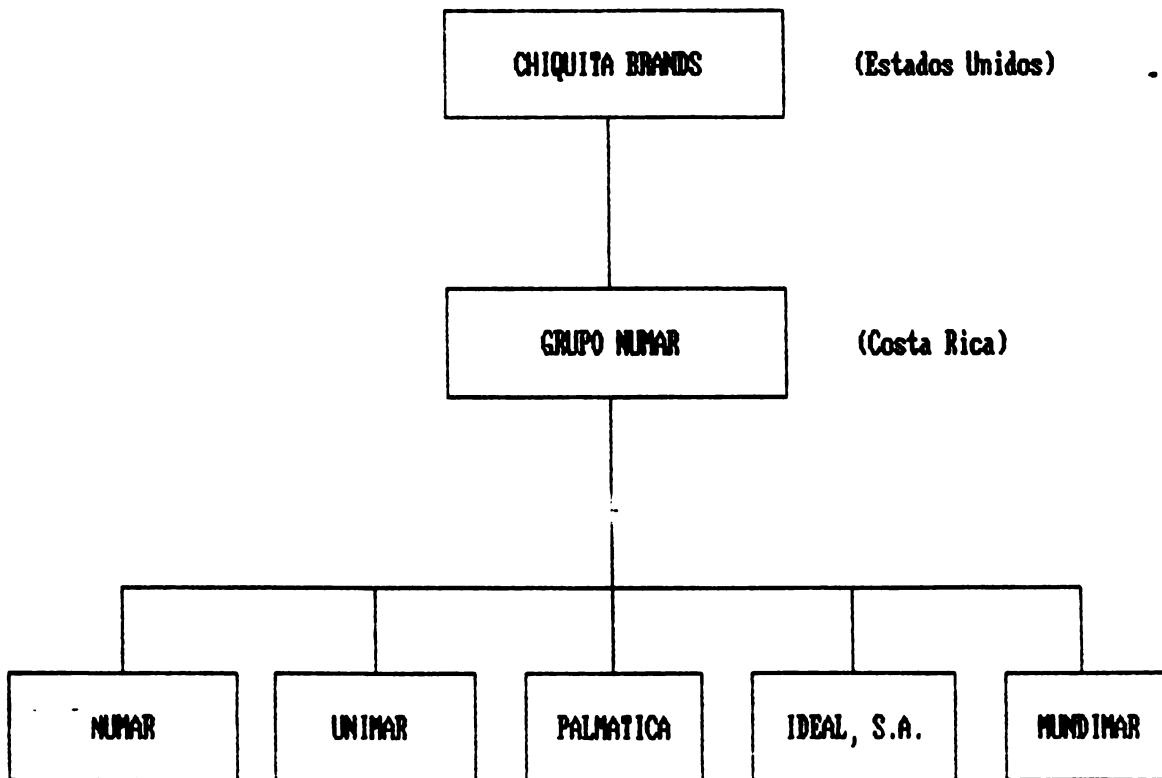 CHIQUITA BRANDS (Estados Unidos)
GRUPO NUMAR (Costa Rica)
NUMAR UNIMAR PALMATICA IDEAL, S.A. MUNDIMAR